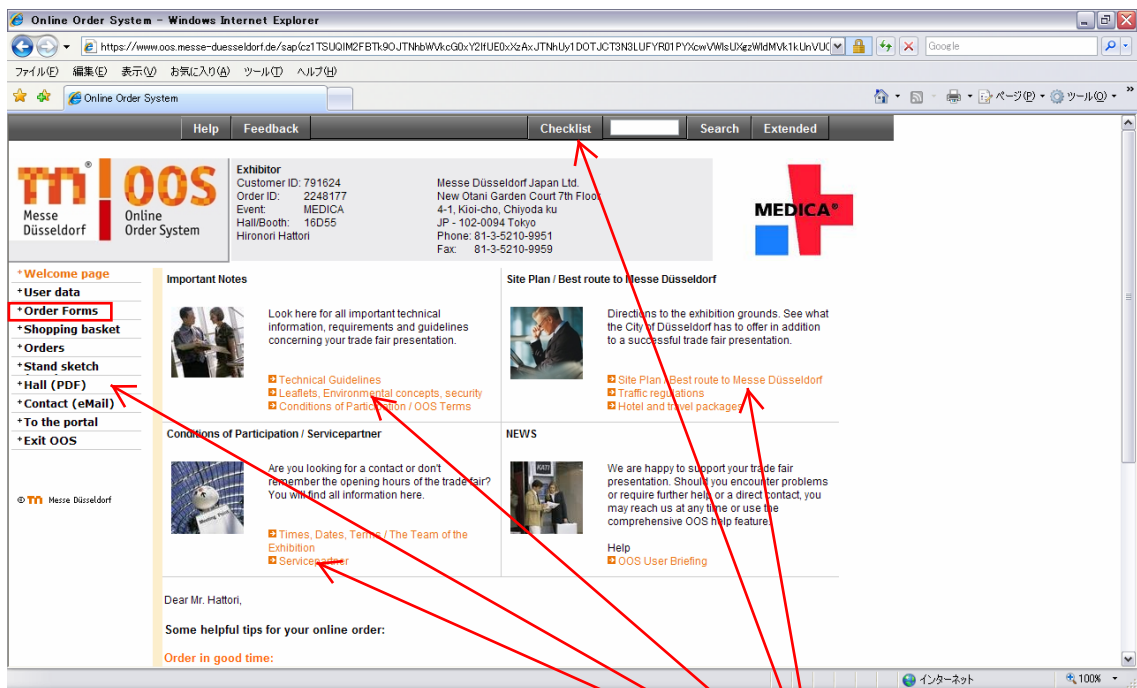 Online Order System - Windows Internet Explorer
Google
ファイル(F) 編集(E) 表示(V) お気に入り(A) ツール(T) ヘルプ(H)
Online Order System
ページ(P) ツール(O)
Help Feedback Checklist Search Extended
Messe
Düsseldorf
OOS
Online
Order System
Exhibitor
Customer ID: 791624
Order ID: 2248177
Event: MEDICA
Hall/Booth: 16D55
Hironori Hattori
Messe Düsseldorf Japan Ltd.
New Otani Garden Court 7th Floor
4-1, Kioi-cho, Chiyoda ku
JP - 102-0094 Tokyo
Phone: 81-3-5210-9951
Fax: 81-3-5210-9959
MEDICA®
Welcome page
User data
Order Forms
Shopping basket
Orders
Stand sketch
Hall (PDF)
Contact (eMail)
To the portal
Exit OOS
© Messe Düsseldorf
Important Notes
Look here for all important technical
information, requirements and guidelines
concerning your trade fair presentation.
Technical Guidelines
Leaflets, Environmental concepts, security
Conditions of Participation / OOS Terms
Site Plan / Best route to Messe Düsseldorf
Directions to the exhibition grounds. See what
the City of Düsseldorf has to offer in addition
to a successful trade fair presentation.
Site Plan / Best route to Messe Düsseldorf
Traffic regulations
Hotel and travel packages
Conditions of Participation / Servicepartner
Are you looking for a contact or don't
remember the opening hours of the trade fair?
You will find all information here.
Times, Dates, Terms / The Team of the
Exhibition
Servicepartner
NEWS
We are happy to support your trade fair
presentation. Should you encounter problems
or require further help or a direct contact, you
may reach us at any time or use the
comprehensive OOS help feature.
Help
OOS User Briefing
Dear Mr. Hattori,
Some helpful tips for your online order:
Order in good time:
インターネット 100%